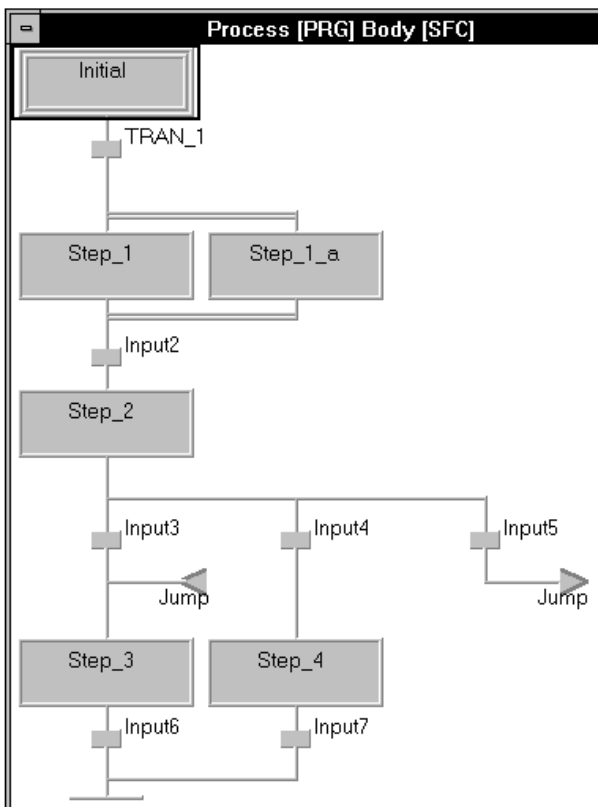 Process [PRG] Body [SFC]
Initial
TRAN_1
Step_1
Step_1_a
Input2
Step_2
Input3
Input4
Input5
Jump
Jump
Step_3
Step_4
Input6
Input7